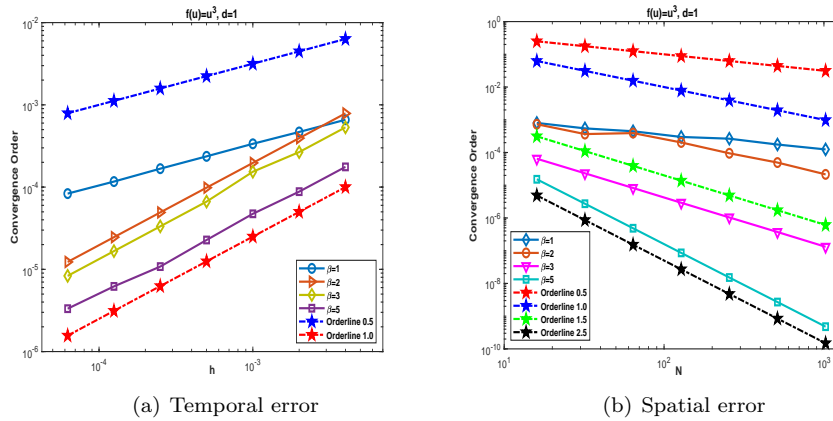 f(u)=u³, d=1
10⁻²
10⁻³
10⁻⁴
10⁻⁵
10⁻⁶
Convergence Order
10⁻⁴
10⁻³
h
β=1
β=2
β=3
β=5
Orderline 0.5
Orderline 1.0
(a) Temporal error
f(u)=u³, d=1
10²
10⁰
10⁻²
10⁻⁴
10⁻⁶
10⁻⁸
10⁻¹⁰
Convergence Order
10¹
10²
10³
N
β=1
β=2
β=3
β=5
Orderline 0.5
Orderline 1.0
Orderline 1.5
Orderline 2.5
(b) Spatial error